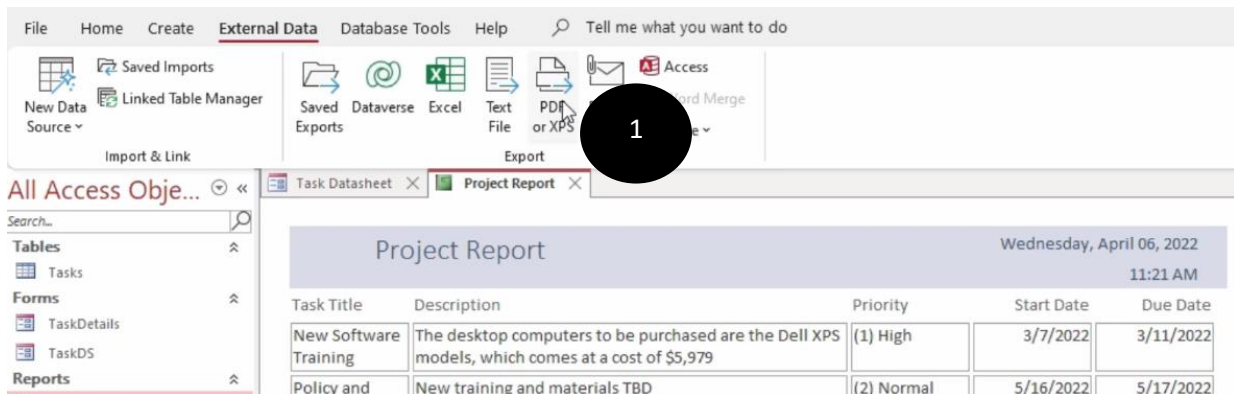 File Home Create External Data Database Tools Help Tell me what you want to do
New Data Source
Saved Imports
Linked Table Manager
Import & Link
Saved Exports
Dataverse
Excel
Text File
PDF or XPS
Access
Word Merge
Export
1
All Access Obje...
Search...
Tables
Tasks
Forms
TaskDetails
TaskDS
Reports
Task Datasheet
Project Report
Project Report
Wednesday, April 06, 2022
11:21 AM
Task Title Description Priority Start Date Due Date
New Software The desktop computers to be purchased are the Dell XPS (1) High 3/7/2022 3/11/2022
Training models, which comes at a cost of $5,979
Policy and New training and materials TBD (2) Normal 5/16/2022 5/17/2022